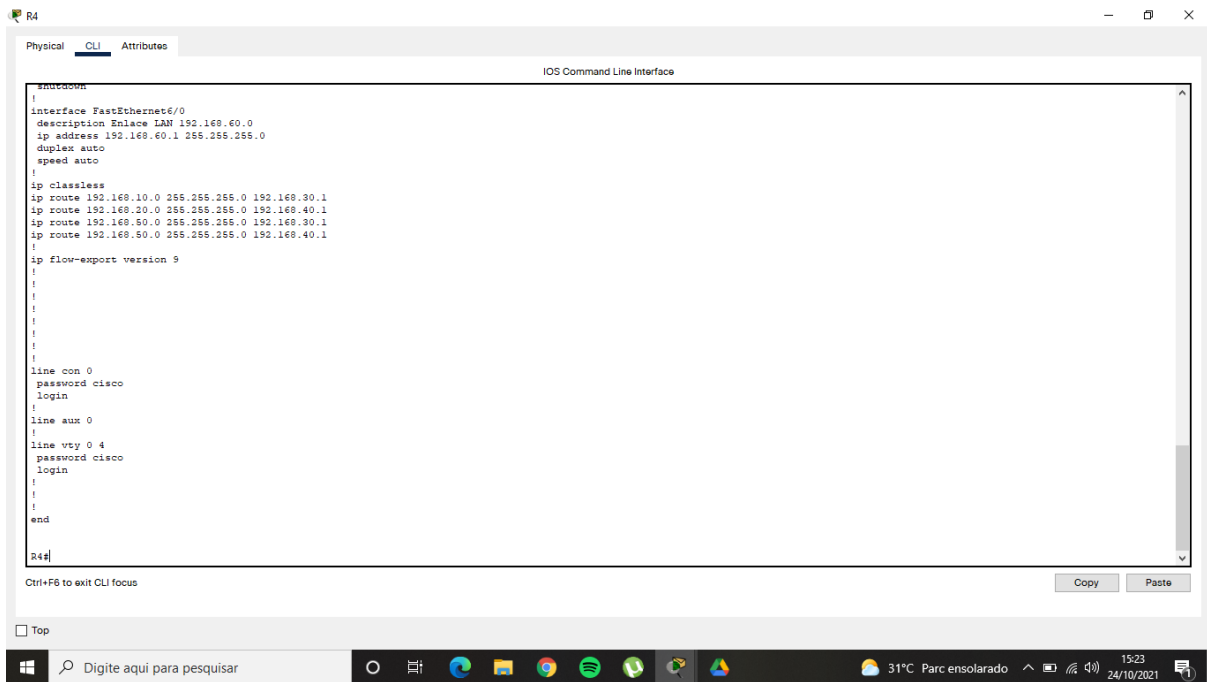 R4
Physical CLI Attributes
IOS Command Line Interface
shutdown
!
interface FastEthernet6/0
description Enlace LAN 192.168.60.0
ip address 192.168.60.1 255.255.255.0
duplex auto
speed auto
!
ip classless
ip route 192.168.10.0 255.255.255.0 192.168.30.1
ip route 192.168.20.0 255.255.255.0 192.168.40.1
ip route 192.168.50.0 255.255.255.0 192.168.30.1
ip route 192.168.50.0 255.255.255.0 192.168.40.1
!
ip flow-export version 9
!
!
!
!
!
!
!
!
line con 0
password cisco
login
!
line aux 0
!
line vty 0 4
password cisco
login
!
!
!
end
R4#
Ctrl+F6 to exit CLI focus
Copy Paste
Top
Digite aqui para pesquisar
31°C Parc ensolarado
15:23
24/10/2021
1